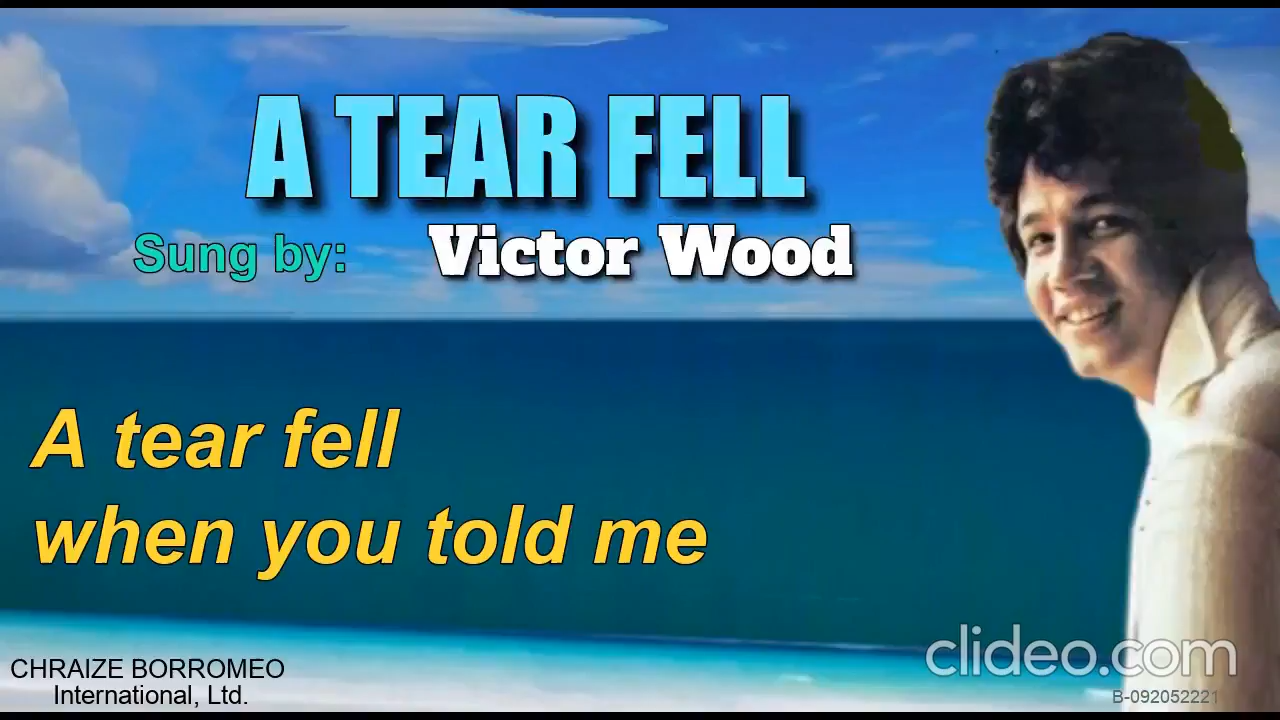 A TEAR FELL
Sung by: Victor Wood
A tear fell
when you told me
clideo.com
CHRAIZE BORROMEO
International, Ltd.
B-092052221